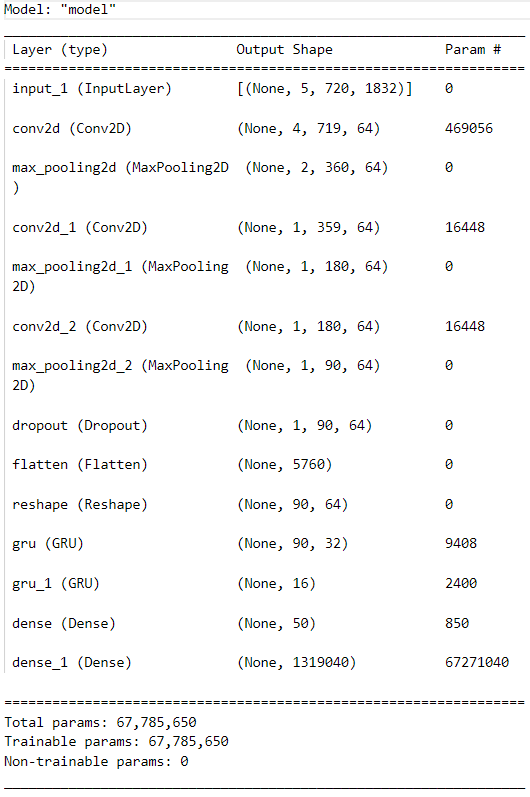 Model: "model"
Layer (type) Output Shape Param #
input_1 (InputLayer) [(None, 5, 720, 1832)] 0
conv2d (Conv2D) (None, 4, 719, 64) 469056
max_pooling2d (MaxPooling2D (None, 2, 360, 64) 0
)
conv2d_1 (Conv2D) (None, 1, 359, 64) 16448
max_pooling2d_1 (MaxPooling (None, 1, 180, 64) 0
2D)
conv2d_2 (Conv2D) (None, 1, 180, 64) 16448
max_pooling2d_2 (MaxPooling (None, 1, 90, 64) 0
2D)
dropout (Dropout) (None, 1, 90, 64) 0
flatten (Flatten) (None, 5760) 0
reshape (Reshape) (None, 90, 64) 0
gru (GRU) (None, 90, 32) 9408
gru_1 (GRU) (None, 16) 2400
dense (Dense) (None, 50) 850
dense_1 (Dense) (None, 1319040) 67271040
Total params: 67,785,650
Trainable params: 67,785,650
Non-trainable params: 0